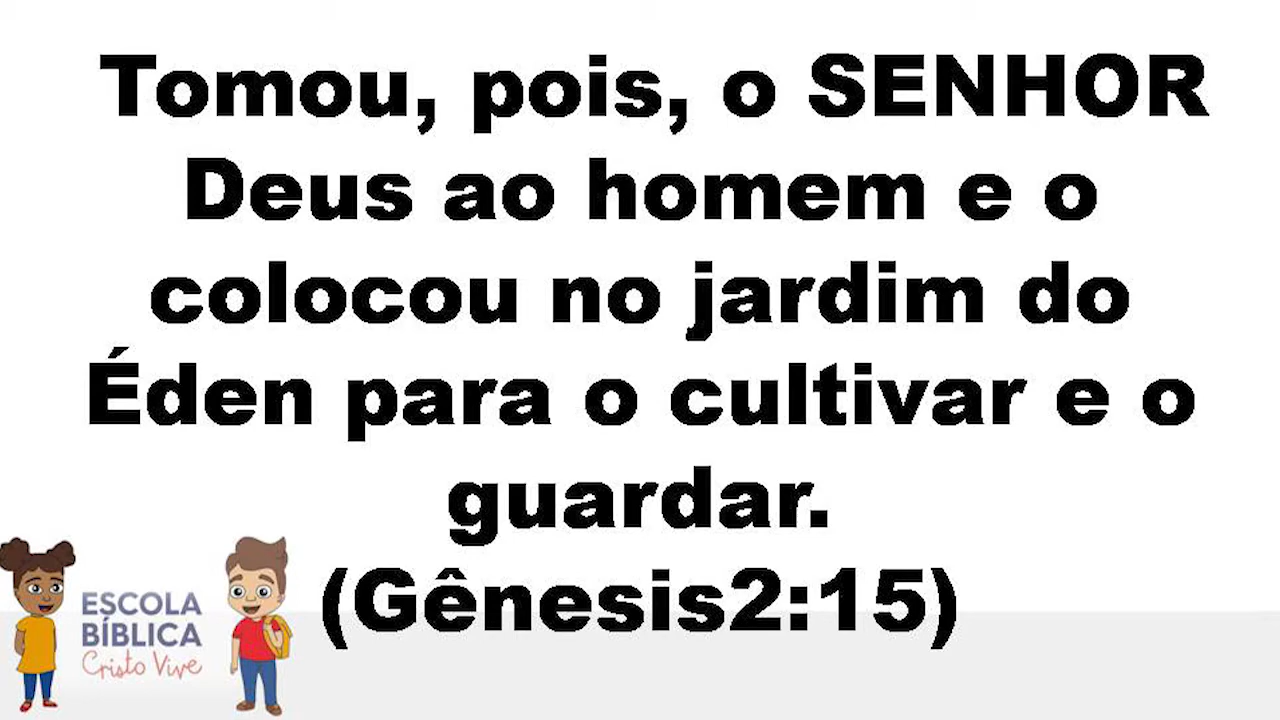 Tomou, pois, o SENHOR
Deus ao homem e o
colocou no jardim do
Éden para o cultivar e o
guardar.
(Gênesis2:15)
ESCOLA
BÍBLICA
Cristo Vive